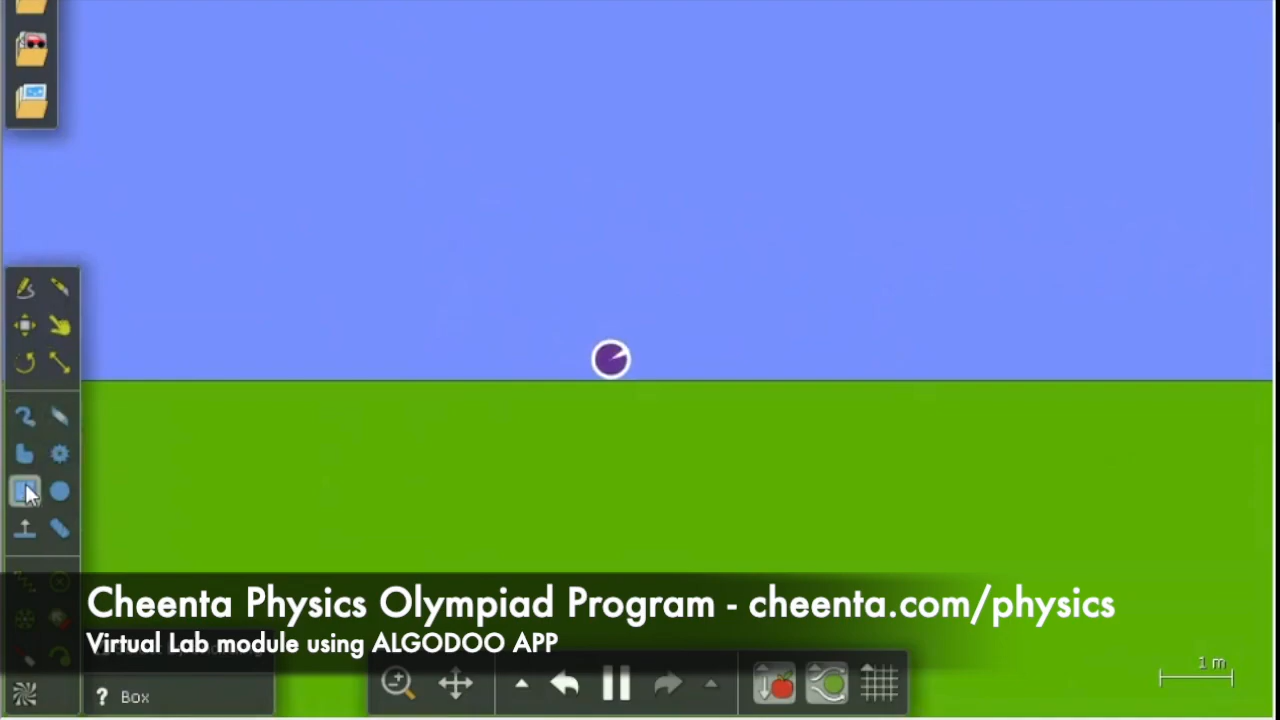 Cheenta Physics Olympiad Program - cheenta.com/physics
Virtual Lab module using ALGODOO APP
1 m
? Box